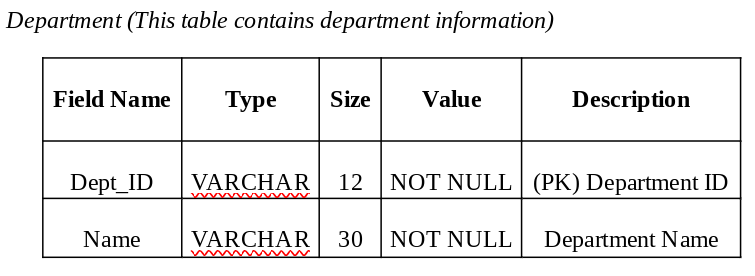 Department (This table contains department information)
Field Name Type Size Value Description
Dept_ID VARCHAR 12 NOT NULL (PK) Department ID
Name VARCHAR 30 NOT NULL Department Name